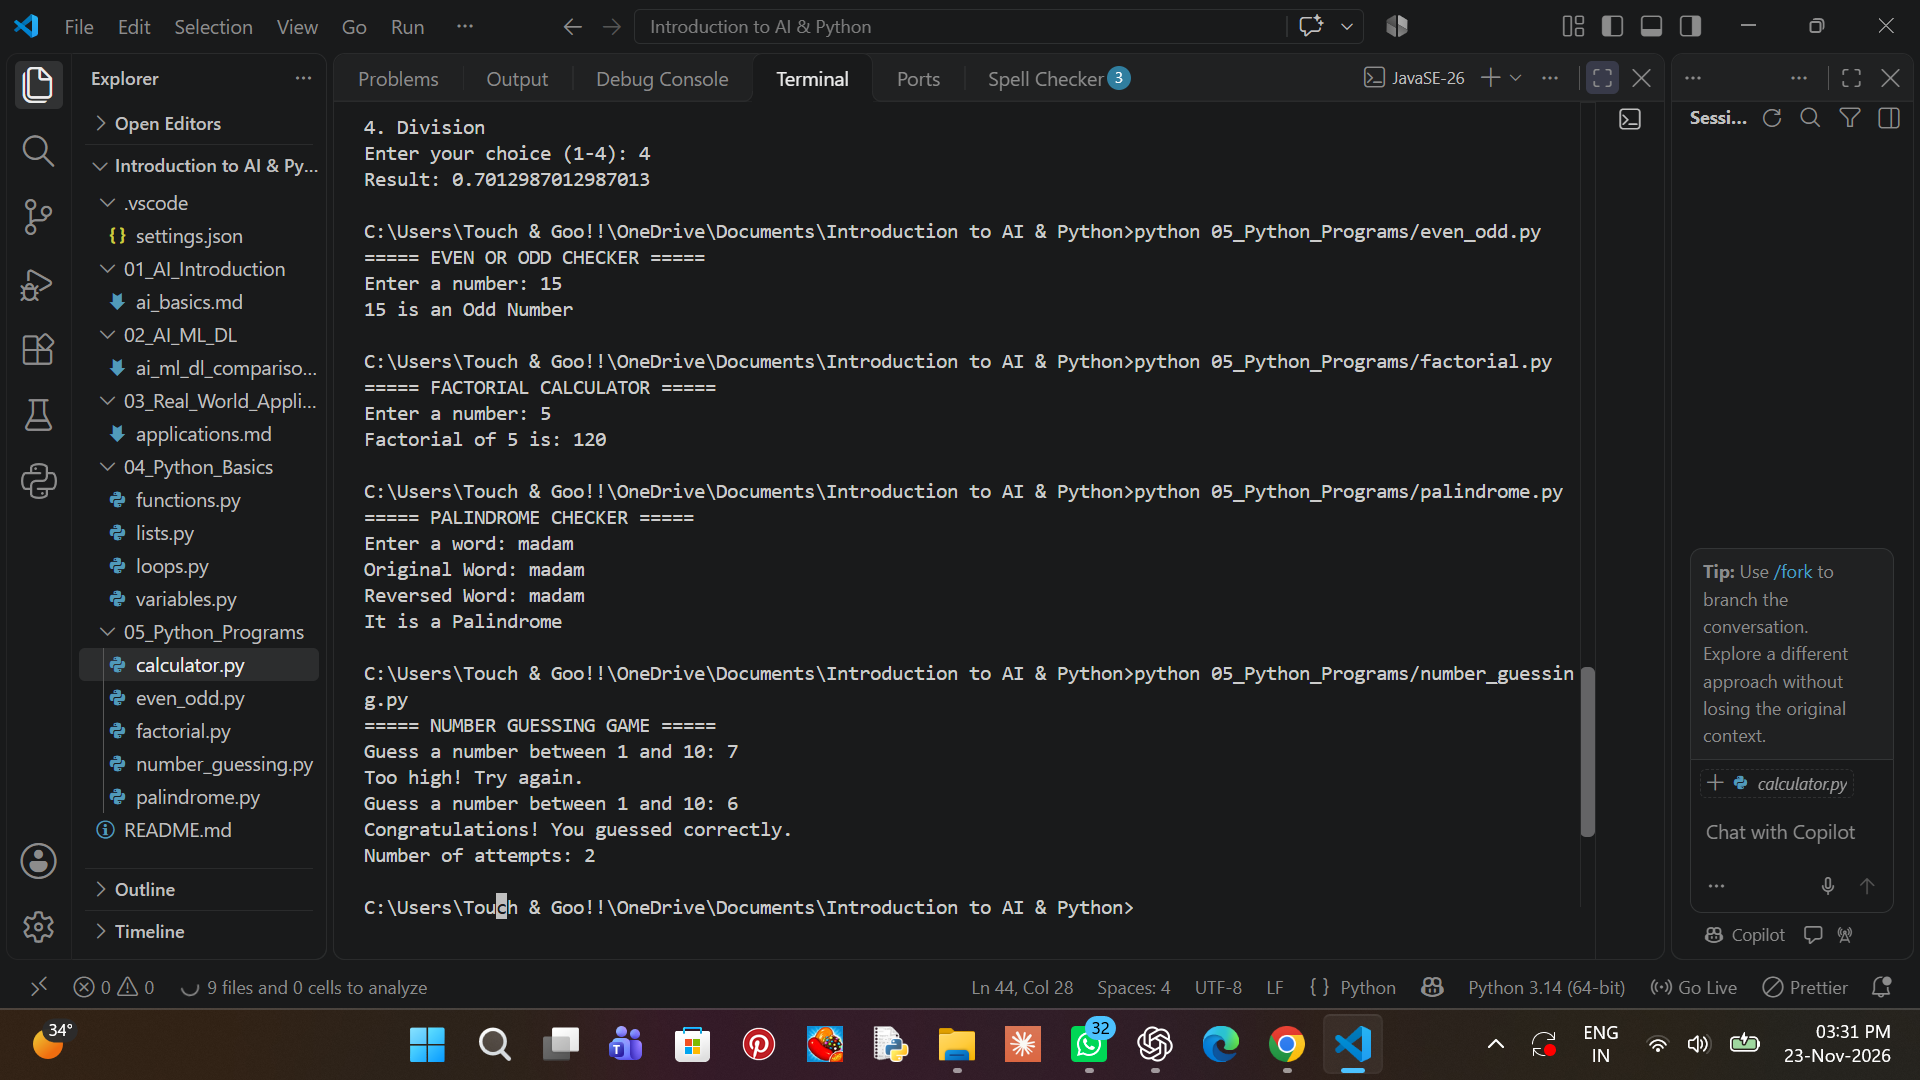 File Edit Selection View Go Run ···
Introduction to AI & Python
Explorer
Open Editors
Introduction to AI & Py...
.vscode
settings.json
01_AI_Introduction
ai_basics.md
02_AI_ML_DL
ai_ml_dl_compariso...
03_Real_World_Appli...
applications.md
04_Python_Basics
functions.py
lists.py
loops.py
variables.py
05_Python_Programs
calculator.py
even_odd.py
factorial.py
number_guessing.py
palindrome.py
README.md
Outline
Timeline
Problems Output Debug Console Terminal Ports Spell Checker 3
JavaSE-26
4. Division
Enter your choice (1-4): 4
Result: 0.7012987012987013
C:\Users\Touch & Goo!!\OneDrive\Documents\Introduction to AI & Python>python 05_Python_Programs/even_odd.py
===== EVEN OR ODD CHECKER =====
Enter a number: 15
15 is an Odd Number
C:\Users\Touch & Goo!!\OneDrive\Documents\Introduction to AI & Python>python 05_Python_Programs/factorial.py
===== FACTORIAL CALCULATOR =====
Enter a number: 5
Factorial of 5 is: 120
C:\Users\Touch & Goo!!\OneDrive\Documents\Introduction to AI & Python>python 05_Python_Programs/palindrome.py
===== PALINDROME CHECKER =====
Enter a word: madam
Original Word: madam
Reversed Word: madam
It is a Palindrome
C:\Users\Touch & Goo!!\OneDrive\Documents\Introduction to AI & Python>python 05_Python_Programs/number_guessin
g.py
===== NUMBER GUESSING GAME =====
Guess a number between 1 and 10: 7
Too high! Try again.
Guess a number between 1 and 10: 6
Congratulations! You guessed correctly.
Number of attempts: 2
C:\Users\Touch & Goo!!\OneDrive\Documents\Introduction to AI & Python>
Sessi...
Tip: Use /fork to
branch the
conversation.
Explore a different
approach without
losing the original
context.
calculator.py
Chat with Copilot
Copilot
0 0 9 files and 0 cells to analyze
Ln 44, Col 28 Spaces: 4 UTF-8 LF { } Python Python 3.14 (64-bit) Go Live Prettier
34°
32
ENG
IN
03:31 PM
23-Nov-2026